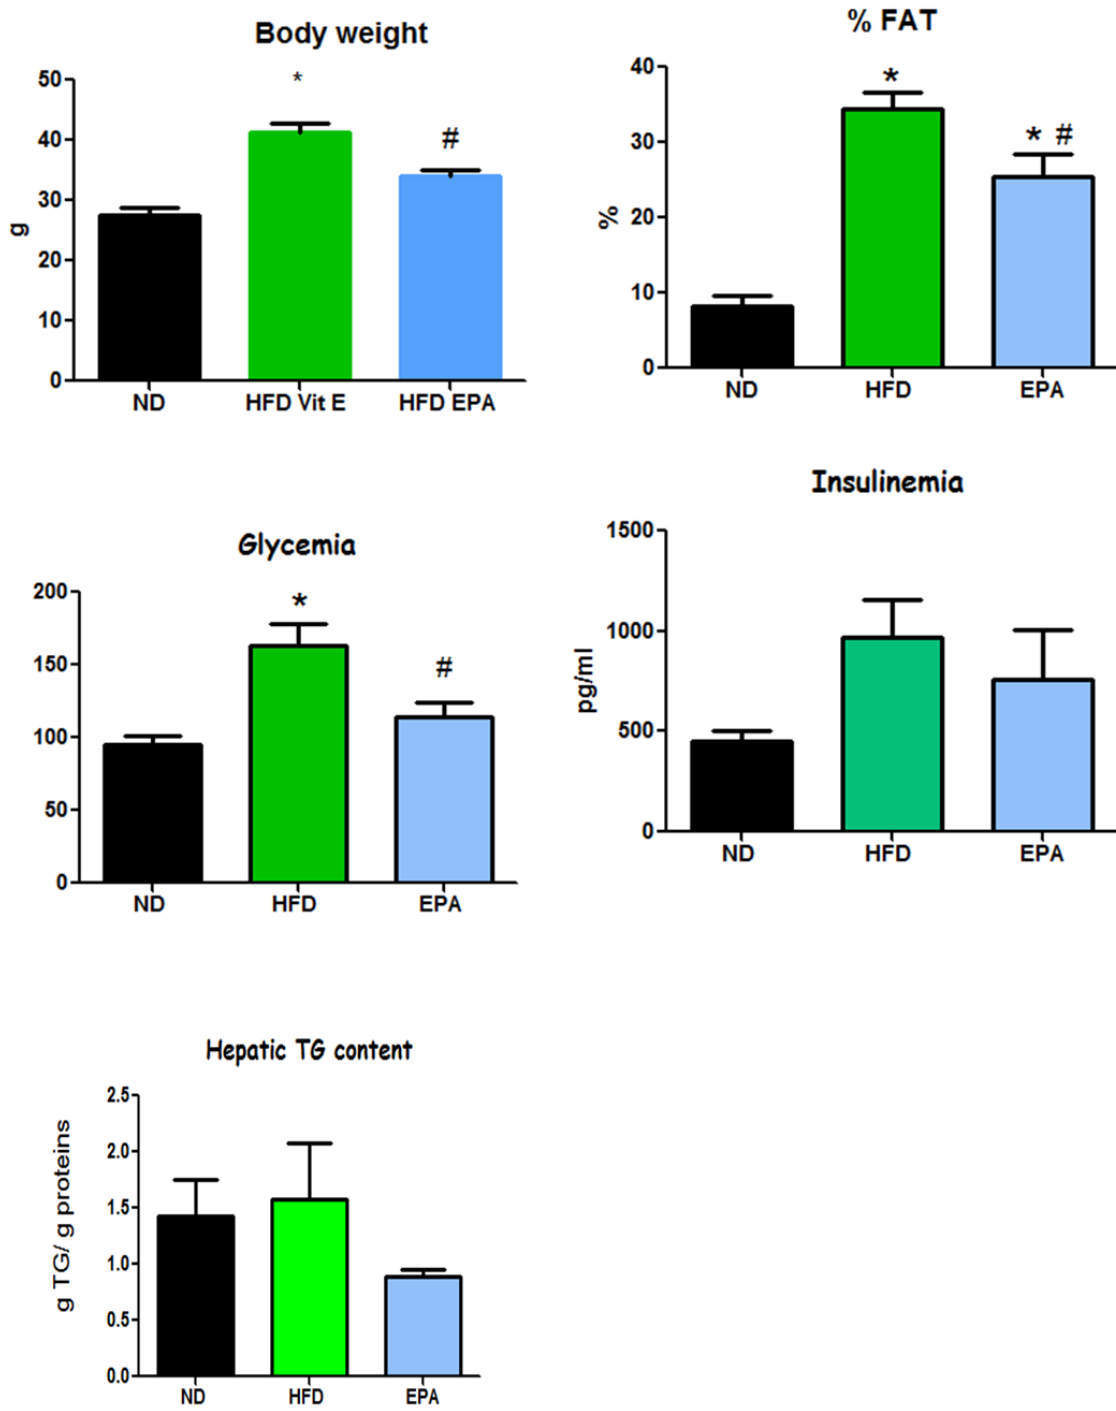 Body weight
50
*
40
#
30
g
20
10
0
ND HFD Vit E HFD EPA
% FAT
40
*
* #
30
%
20
10
0
ND HFD EPA
Glycemia
200
*
150
#
100
50
0
ND HFD EPA
Insulinemia
1500
1000
pg/ml
500
0
ND HFD EPA
Hepatic TG content
2.5
2.0
g TG/ g proteins
1.5
1.0
0.5
0.0
ND HFD EPA